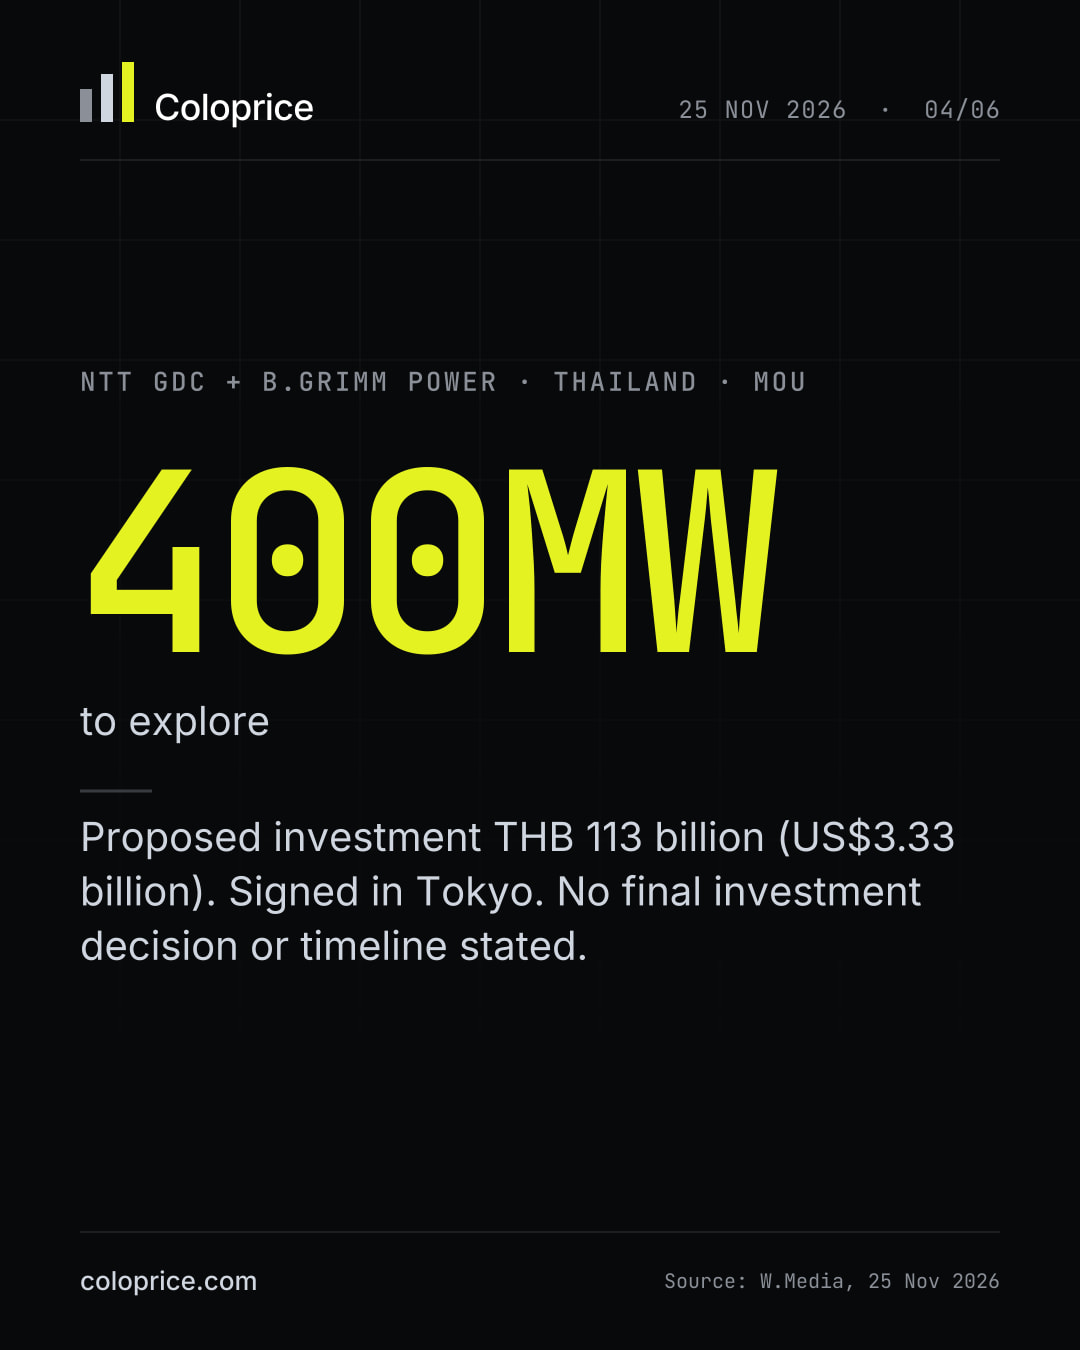 Coloprice
25 NOV 2026 · 04/06
NTT GDC + B.GRIMM POWER · THAILAND · MOU
400MW
to explore
Proposed investment THB 113 billion (US$3.33
billion). Signed in Tokyo. No final investment
decision or timeline stated.
coloprice.com
Source: W.Media, 25 Nov 2026